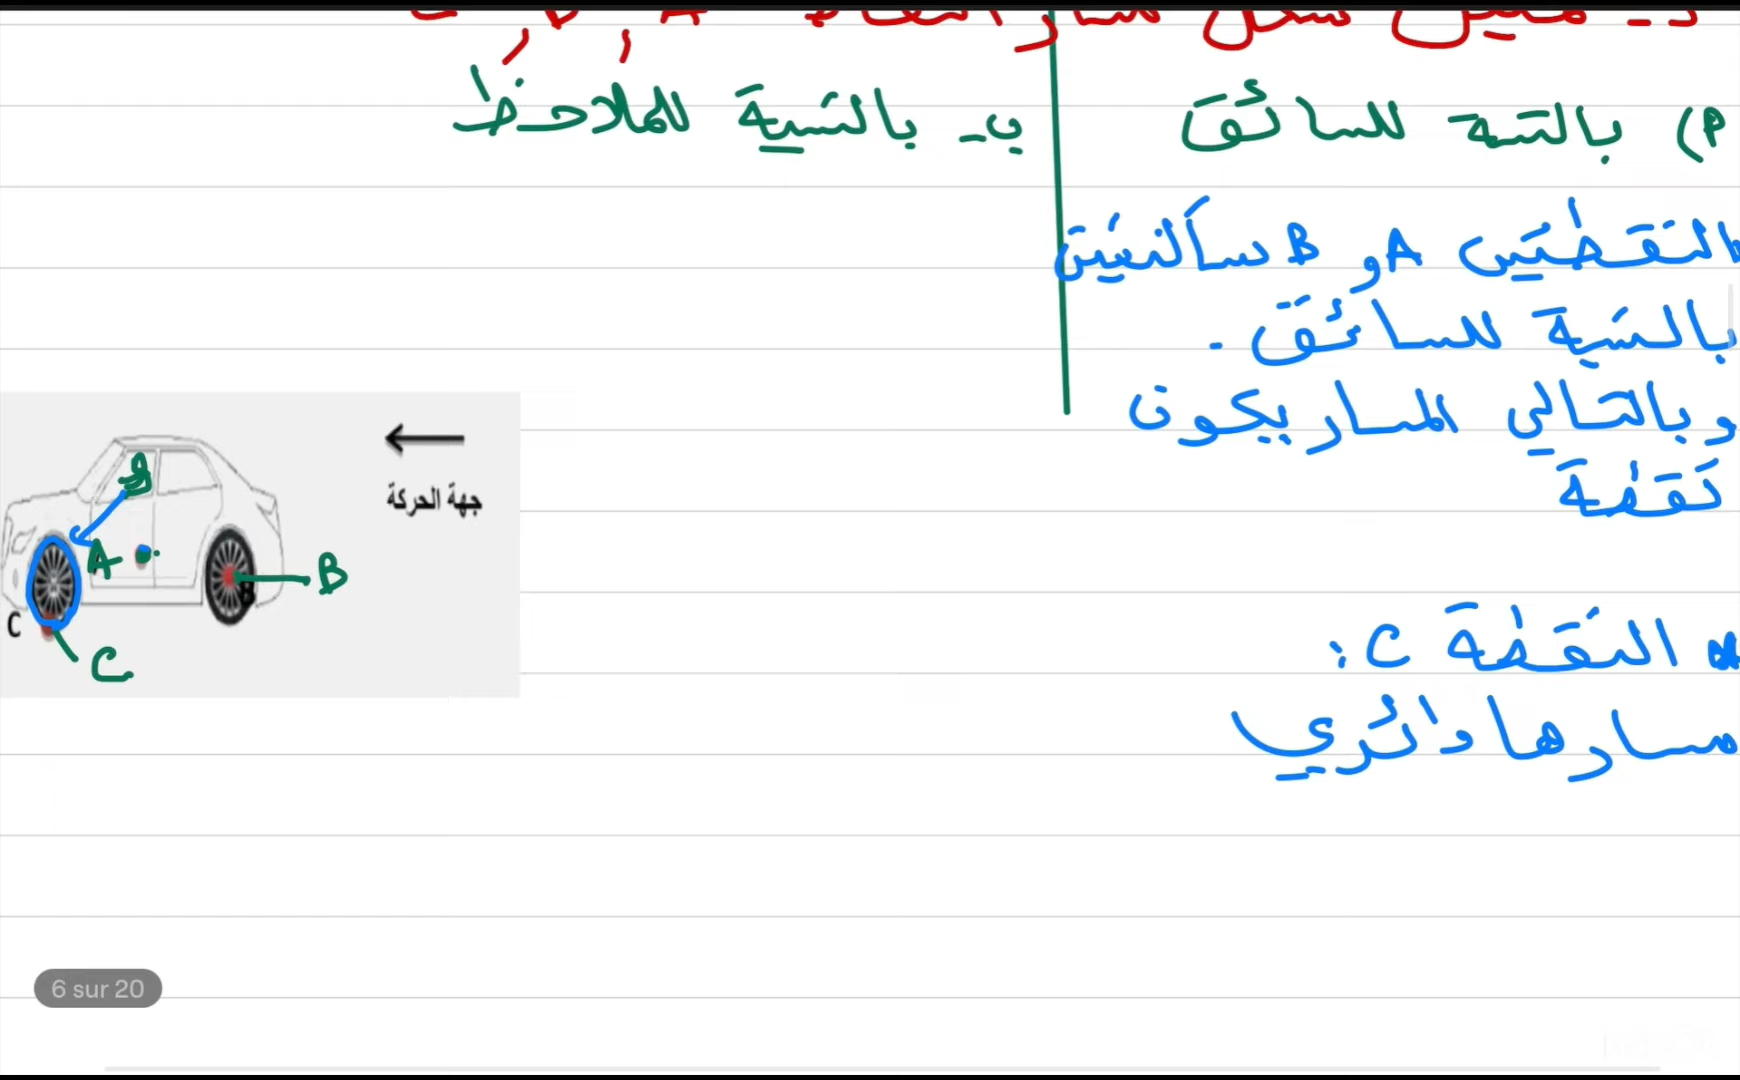 أ) بالنسبة للسائق
ب- بالنسبة للملاحظ
النقطتين A و B ساكنتين
بالنسبة للسائق.
وبالتالي المسار يكون
نقطة
النقطة C:
مسارها دائري
جهة الحركة
A
B
C
C
6 sur 20